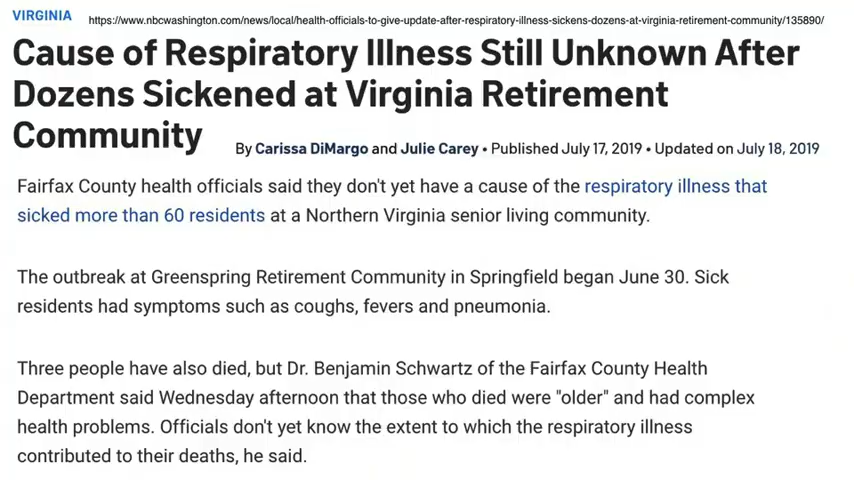 VIRGINIA https://www.nbcwashington.com/news/local/health-officials-to-give-update-after-respiratory-illness-sickens-dozens-at-virginia-retirement-community/135890/
Cause of Respiratory Illness Still Unknown After
Dozens Sickened at Virginia Retirement
Community By Carissa DiMargo and Julie Carey • Published July 17, 2019 • Updated on July 18, 2019
Fairfax County health officials said they don't yet have a cause of the respiratory illness that
sicked more than 60 residents at a Northern Virginia senior living community.
The outbreak at Greenspring Retirement Community in Springfield began June 30. Sick
residents had symptoms such as coughs, fevers and pneumonia.
Three people have also died, but Dr. Benjamin Schwartz of the Fairfax County Health
Department said Wednesday afternoon that those who died were "older" and had complex
health problems. Officials don't yet know the extent to which the respiratory illness
contributed to their deaths, he said.